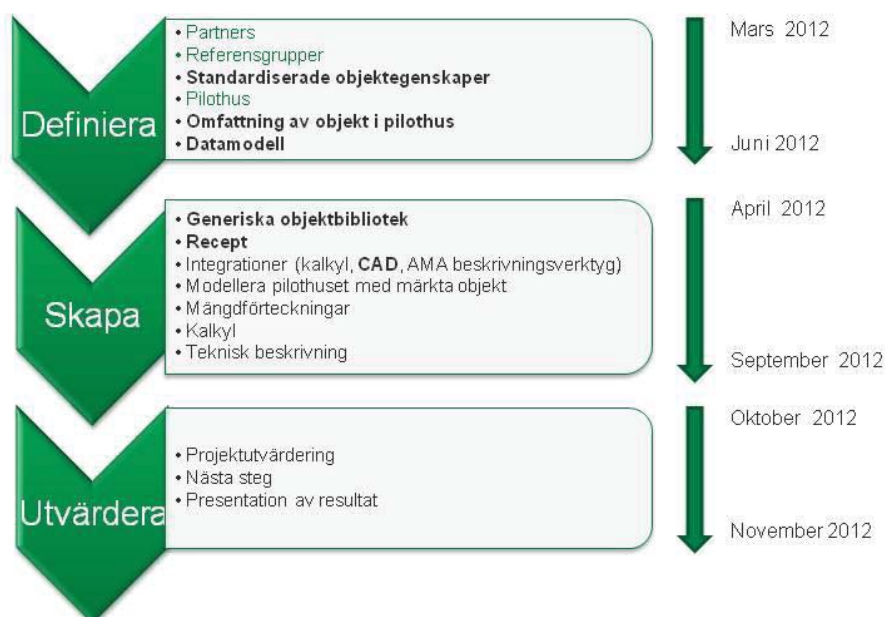 Definiera
• Partners
• Referensgrupper
• Standardiserade objektegenskaper
• Pilothus
• Omfattning av objekt i pilothus
• Datamodell
Mars 2012
Juni 2012
Skapa
• Generiska objektbibliotek
• Recept
• Integrationer (kalkyl, CAD, AMA beskrivningsverktyg)
• Modellera pilothuset med märkta objekt
• Mängdförteckningar
• Kalkyl
• Teknisk beskrivning
April 2012
September 2012
Utvärdera
• Projektutvärdering
• Nästa steg
• Presentation av resultat
Oktober 2012
November 2012